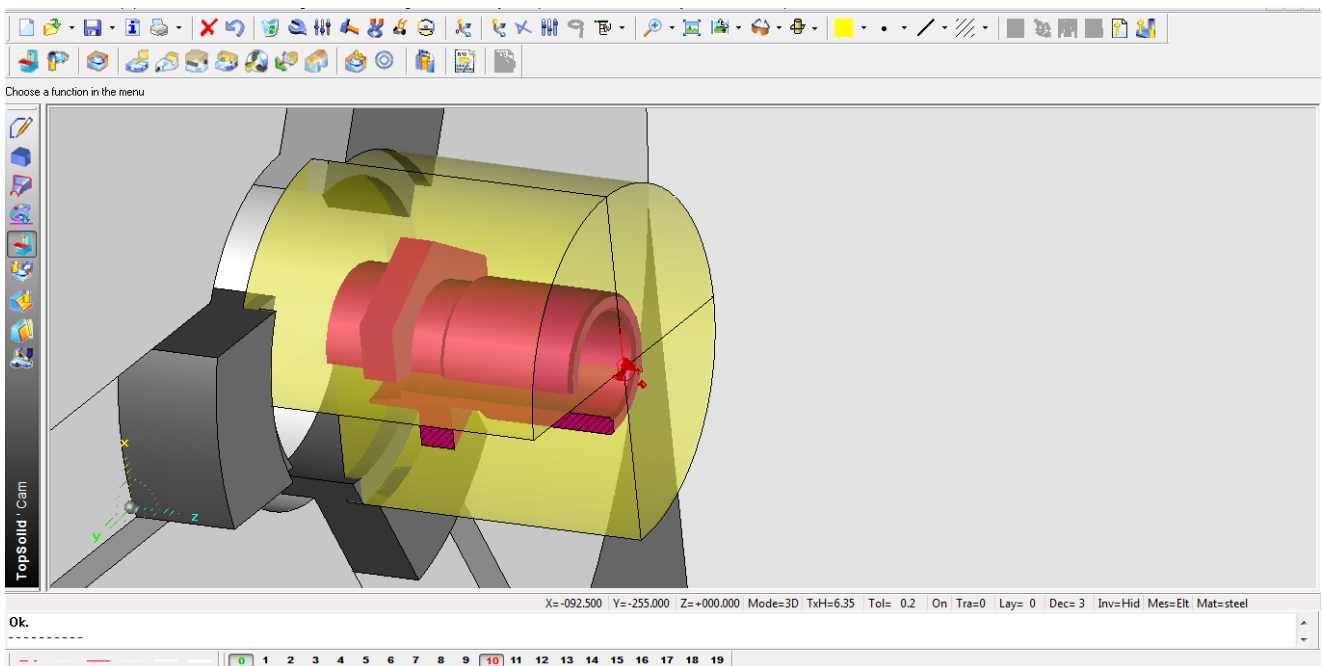 Choose a function in the menu
TopSolid'Cam
x
y
z
X=-092.500 Y=-255.000 Z=+000.000 Mode=3D TxH=6.35 Tol= 0.2 On Tra=0 Lay= 0 Dec= 3 Inv=Hid Mes=Elt Mat=steel
Ok.
----------
0 1 2 3 4 5 6 7 8 9 10 11 12 13 14 15 16 17 18 19